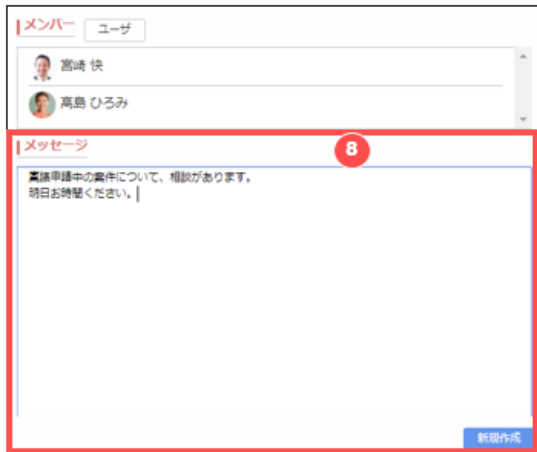 メンバー ユーザ
宮崎 快
高島 ひろみ
メッセージ
8
稟議申請中の案件について、相談があります。
明日お時間ください。
新規作成